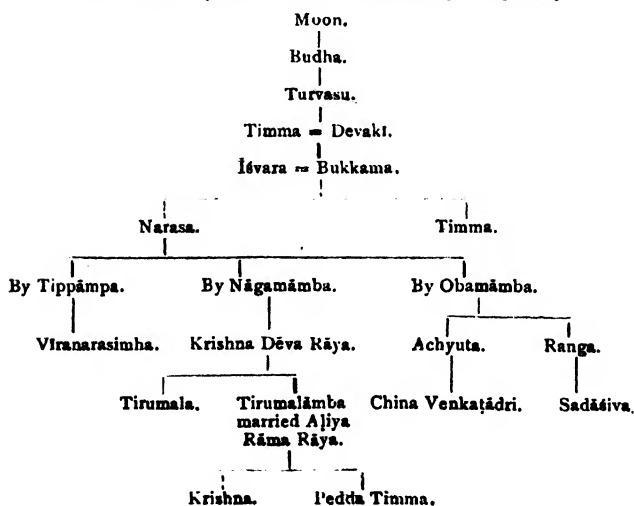 Moon.
Budha.
Turvasu.
Timma = Devakī.
Īśvara = Bukkama.
Narasa. Timma.
By Tippāmpa. By Nāgamāmba. By Obamāmba.
Vīranarasimha. Krishna Dēva Rāya. Achyuta. Ranga.
Tirumala. Tirumalāmba China Venkaṭādri. Sadāśiva.
married Aḷiya
Rāma Rāya.
Krishna. Pedda Timma.